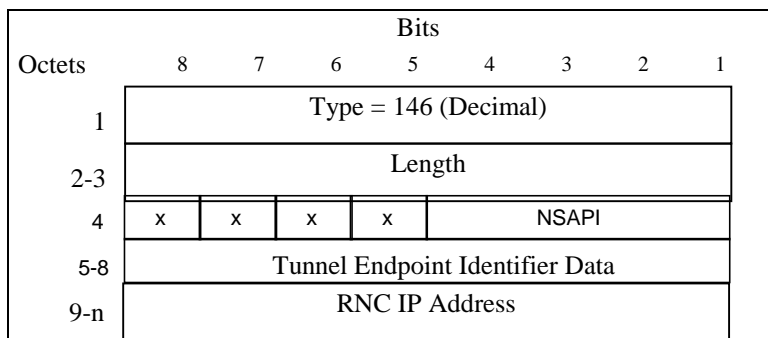 Bits
Octets 8 7 6 5 4 3 2 1
1 Type = 146 (Decimal)
2-3 Length
4 x x x x NSAPI
5-8 Tunnel Endpoint Identifier Data
9-n RNC IP Address